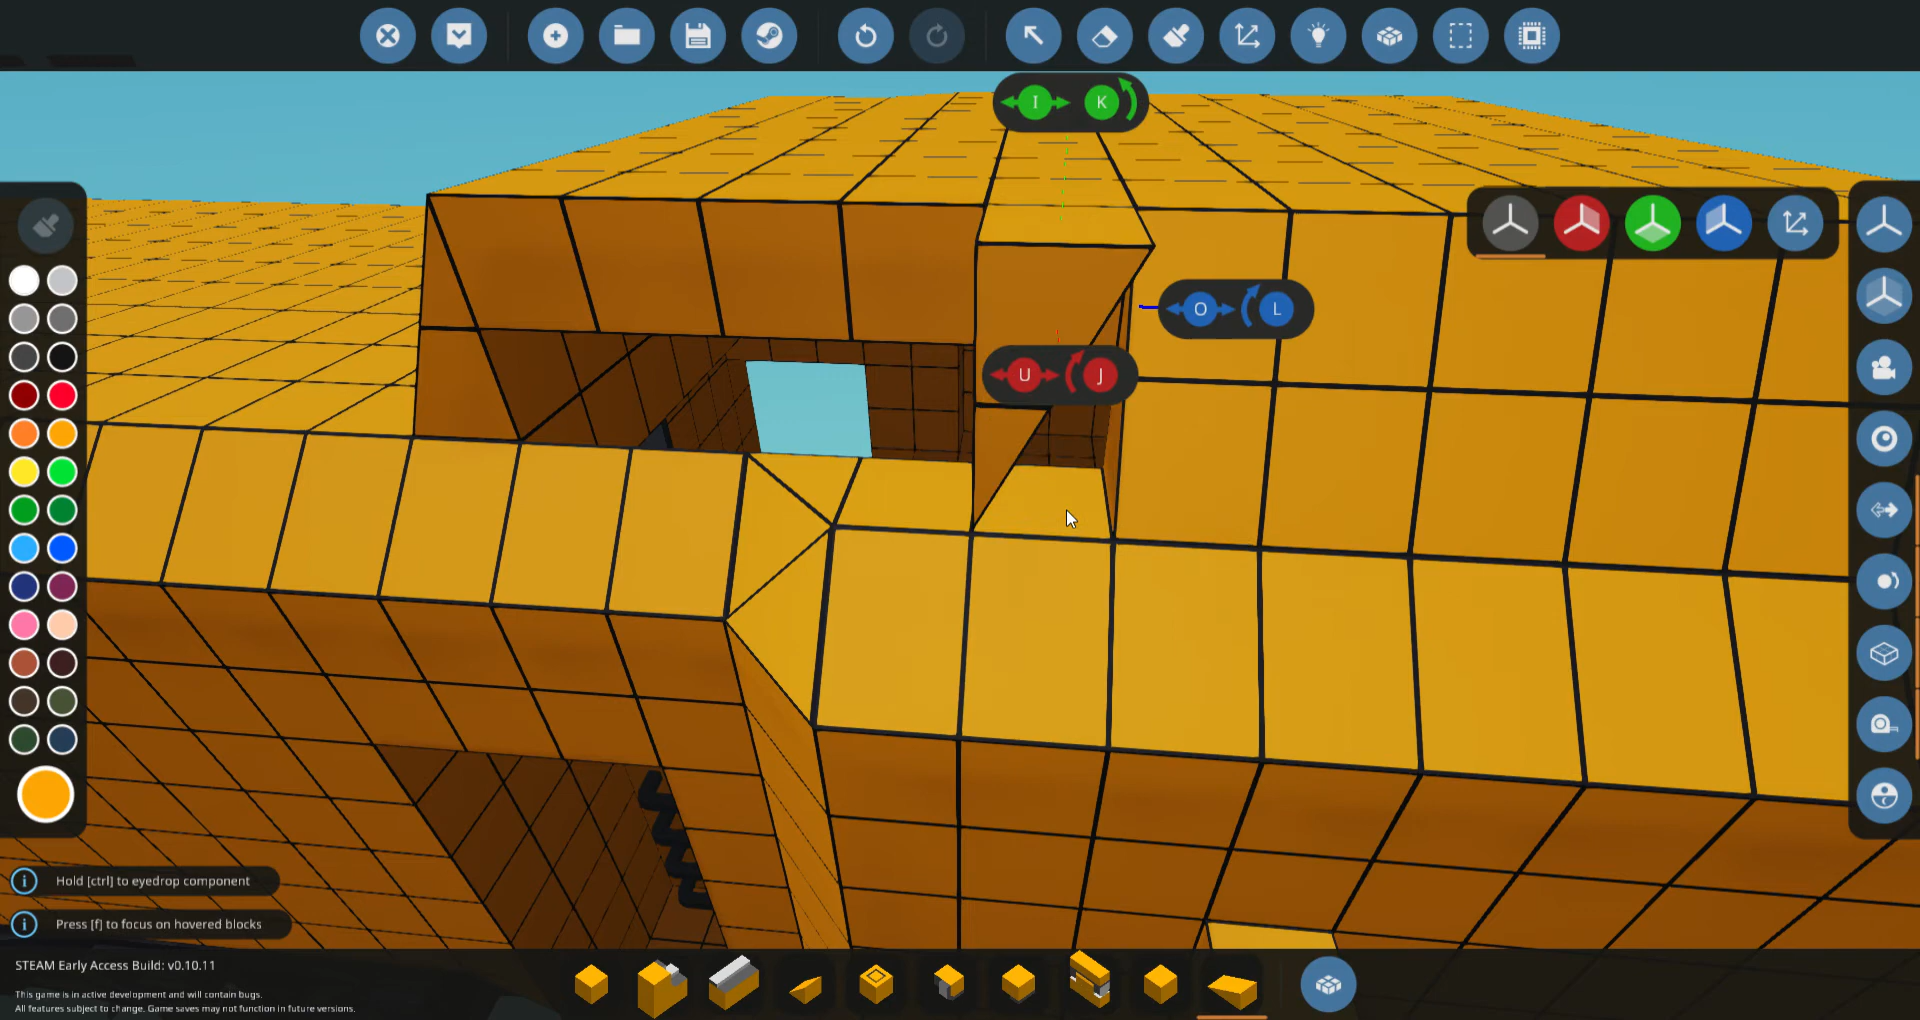 I K
O L
U J
Hold [ctrl] to eyedrop component
Press [f] to focus on hovered blocks
STEAM Early Access Build: v0.10.11
This game is in active development and will contain bugs.
All features subject to change. Game saves may not function in future versions.